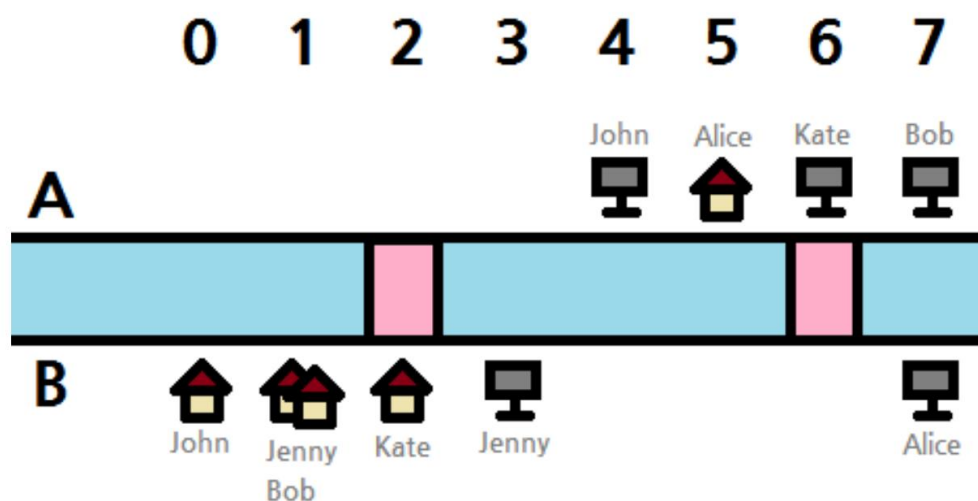 0 1 2 3 4 5 6 7
John Alice Kate Bob
A
B
John Jenny Kate Jenny Alice
Bob